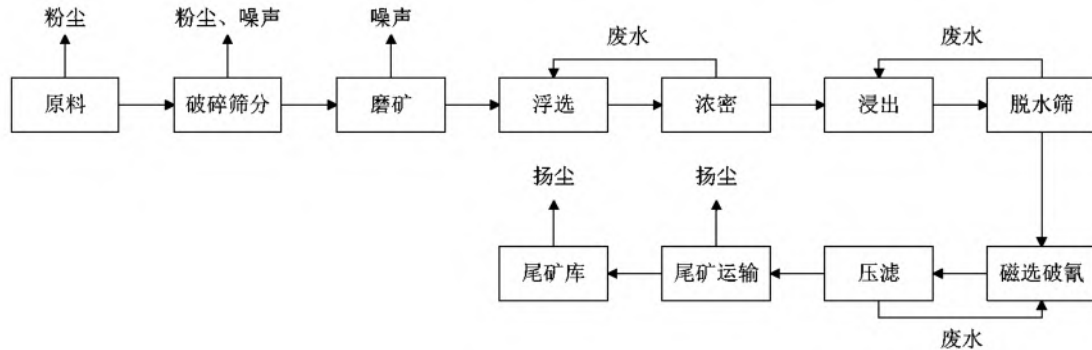 粉尘
粉尘、噪声
噪声
废水
废水
原料
破碎筛分
磨矿
浮选
浓密
浸出
脱水筛
扬尘
扬尘
尾矿库
尾矿运输
压滤
磁选破氰
废水